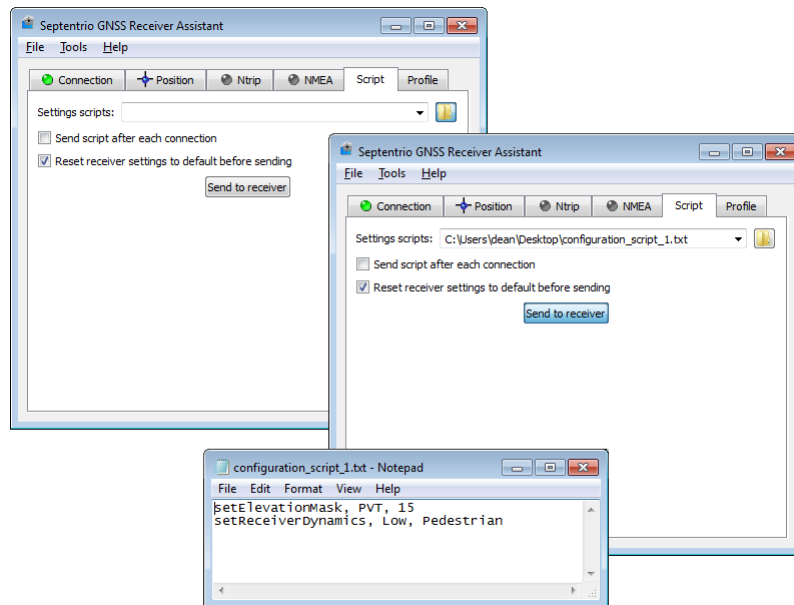 Septentrio GNSS Receiver Assistant
File Tools Help
Connection Position Ntrip NMEA Script Profile
Settings scripts:
Send script after each connection
Reset receiver settings to default before sending
Send to receiver
Septentrio GNSS Receiver Assistant
File Tools Help
Connection Position Ntrip NMEA Script Profile
Settings scripts: C:\Users\dean\Desktop\configuration_script_1.txt
Send script after each connection
Reset receiver settings to default before sending
Send to receiver
configuration_script_1.txt - Notepad
File Edit Format View Help
setElevationMask, PVT, 15
setReceiverDynamics, Low, Pedestrian